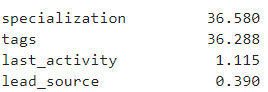 specialization 36.580
tags 36.288
last_activity 1.115
lead_source 0.390